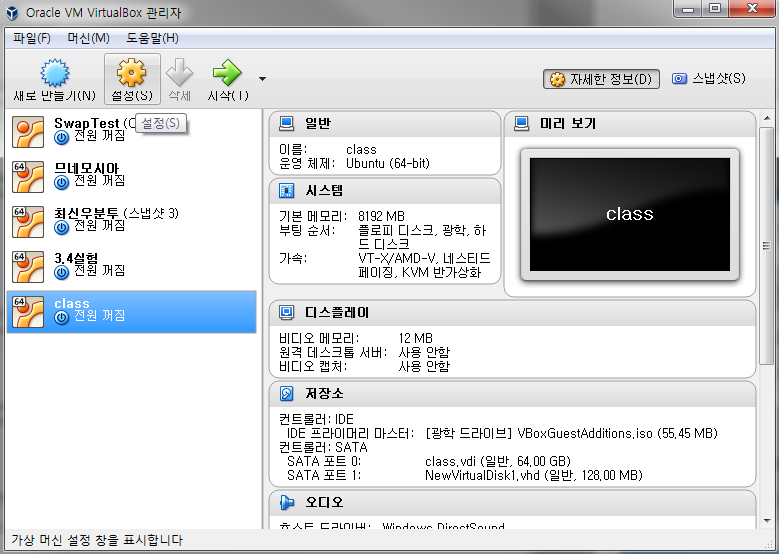 Oracle VM VirtualBox 관리자
파일(F) 머신(M) 도움말(H)
새로 만들기(N) 설정(S) 삭제 시작(T)
자세한 정보(D) 스냅샷(S)
SwapTest
전원 꺼짐
설정(S)
므네모시아
전원 꺼짐
최신우분투 (스냅샷 3)
전원 꺼짐
3.4실험
전원 꺼짐
class
전원 꺼짐
일반
이름: class
운영 체제: Ubuntu (64-bit)
시스템
기본 메모리: 8192 MB
부팅 순서: 플로피 디스크, 광학, 하
드 디스크
가속: VT-X/AMD-V, 네스티드
페이징, KVM 반가상화
미리 보기
class
디스플레이
비디오 메모리: 12 MB
원격 데스크톱 서버: 사용 안함
비디오 캡처: 사용 안함
저장소
컨트롤러: IDE
IDE 프라이머리 마스터: [광학 드라이브] VBoxGuestAdditions.iso (55,45 MB)
컨트롤러: SATA
SATA 포트 0: class.vdi (일반, 64,00 GB)
SATA 포트 1: NewVirtualDisk1.vhd (일반, 128,00 MB)
오디오
호스트 드라이버: Windows DirectSound
가상 머신 설정 창을 표시합니다